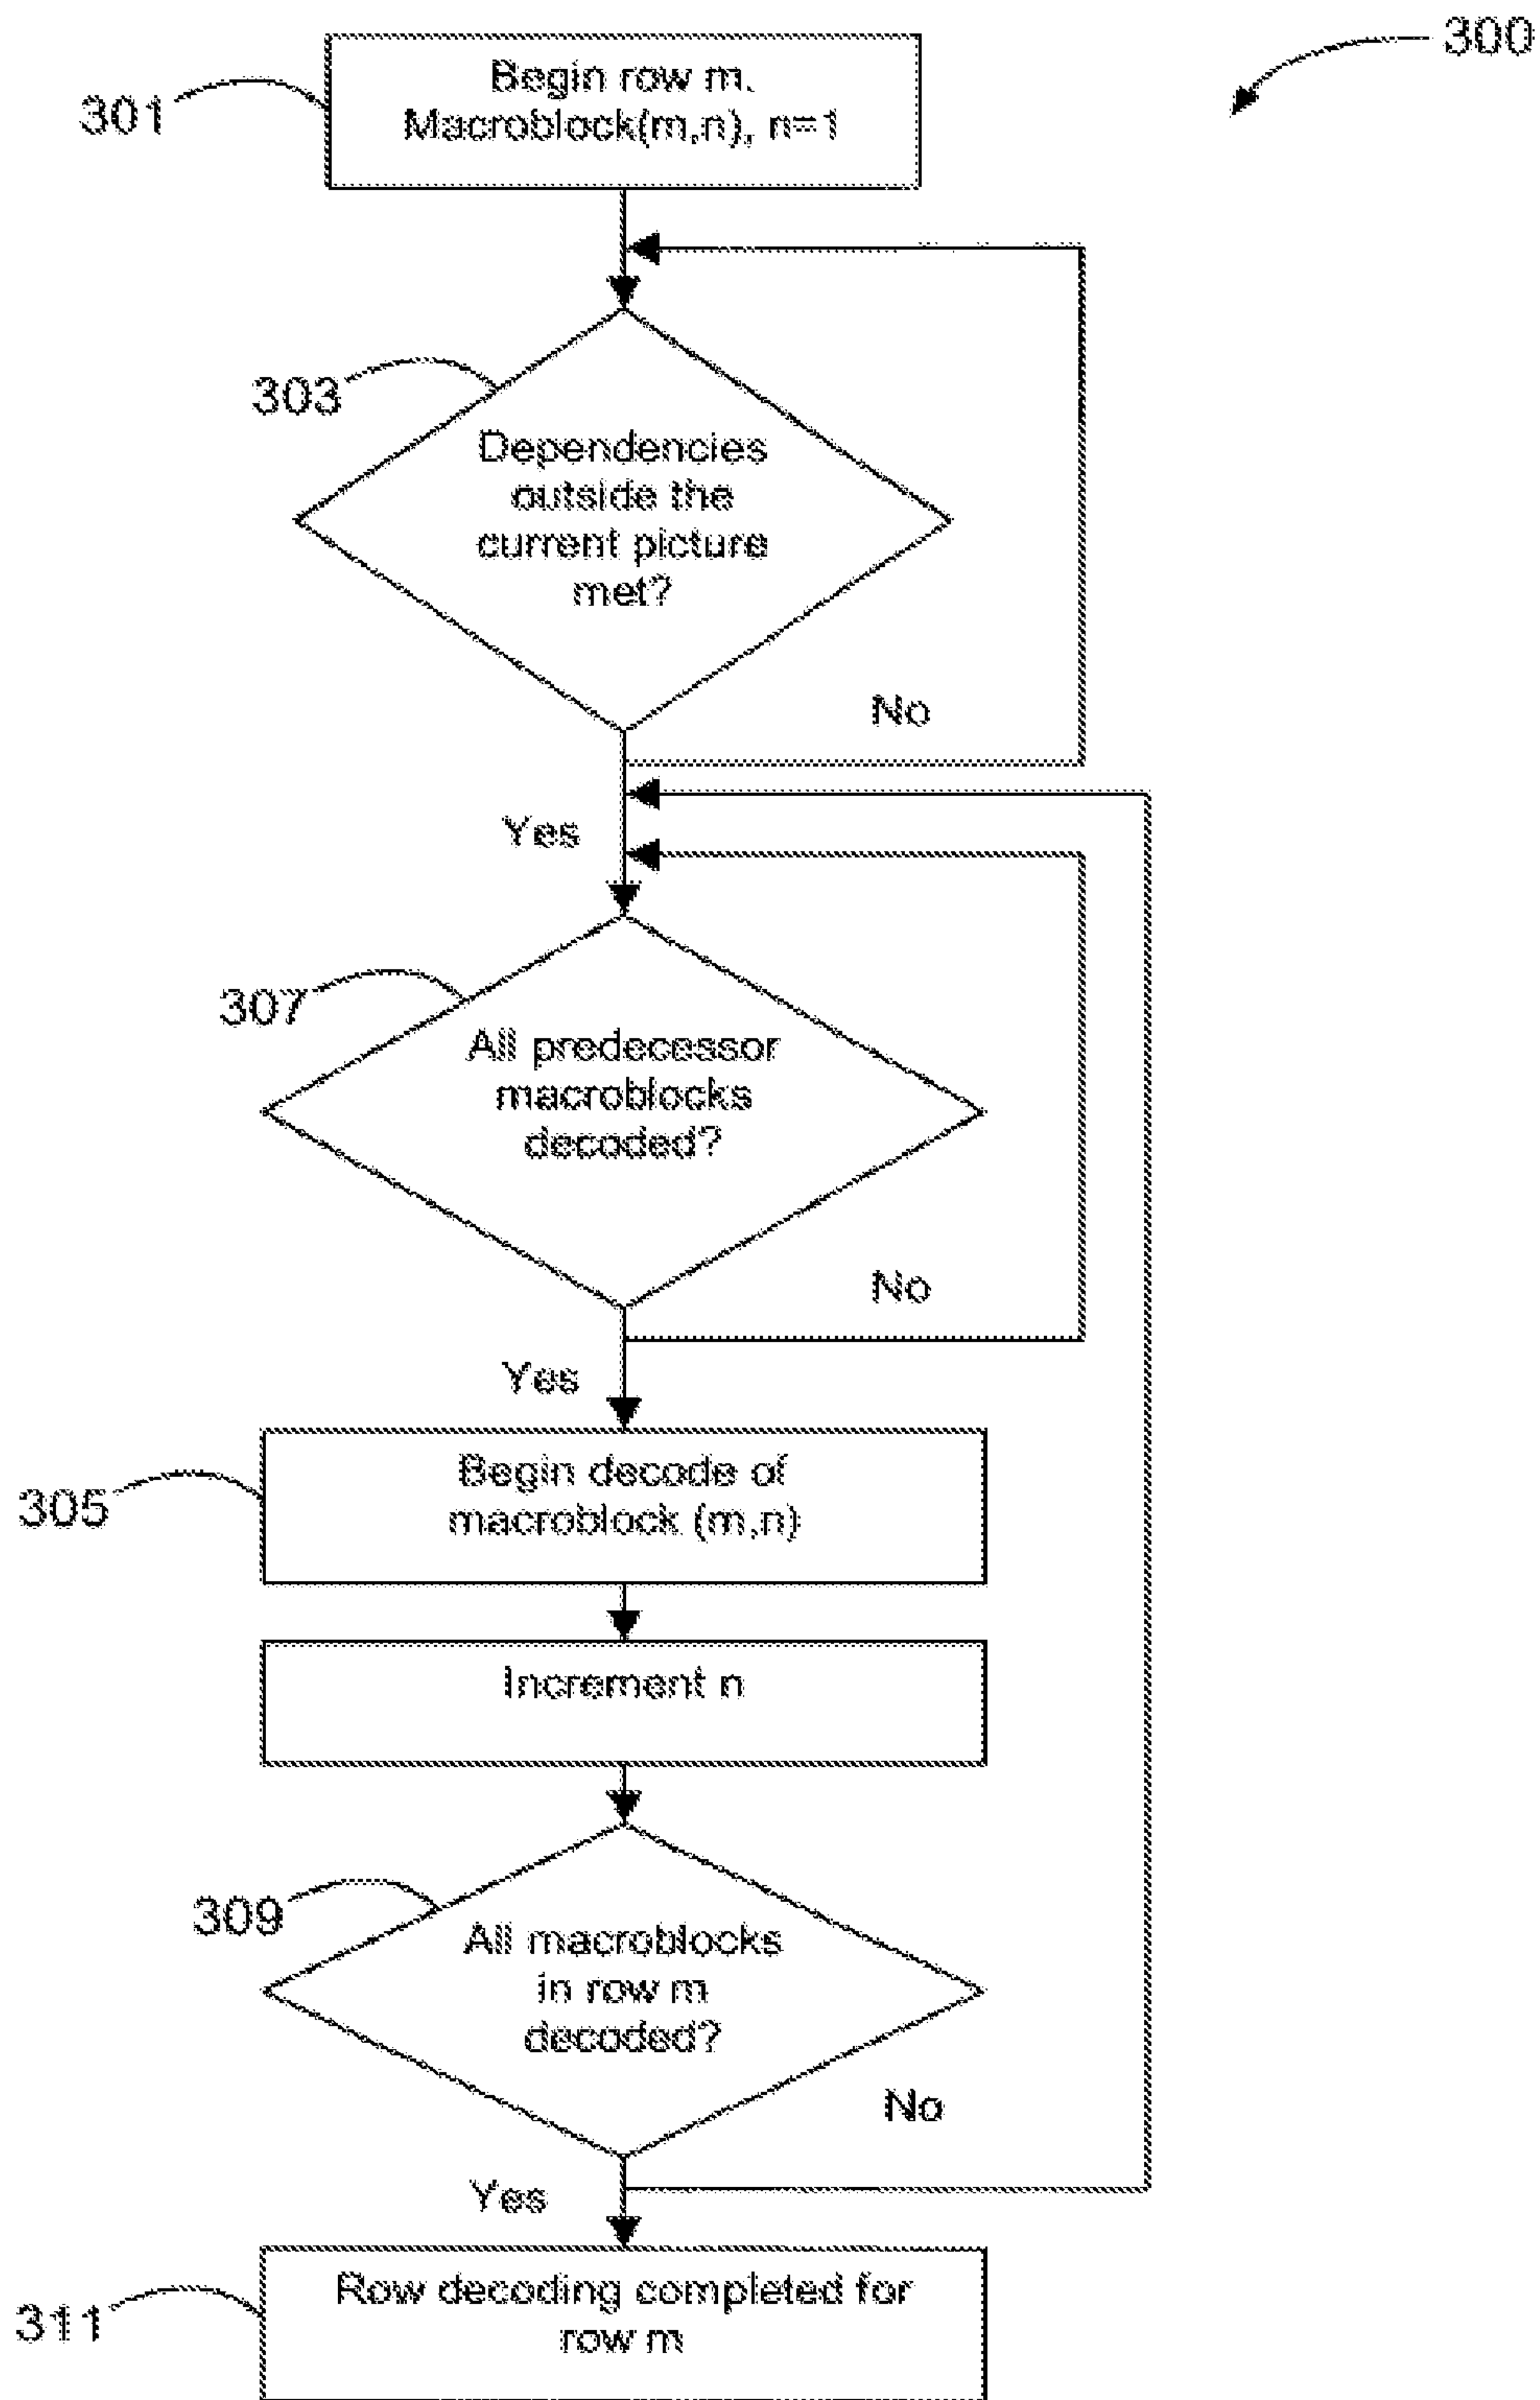 300
301
Begin row m.
Macroblock(m,n), n=1
303
Dependencies
outside the
current picture
met?
No
Yes
307
All predecessor
macroblocks
decoded?
No
Yes
305
Begin decode of
macroblock (m,n)
Increment n
309
All macroblocks
in row m
decoded?
No
Yes
311
Row decoding completed for
row m